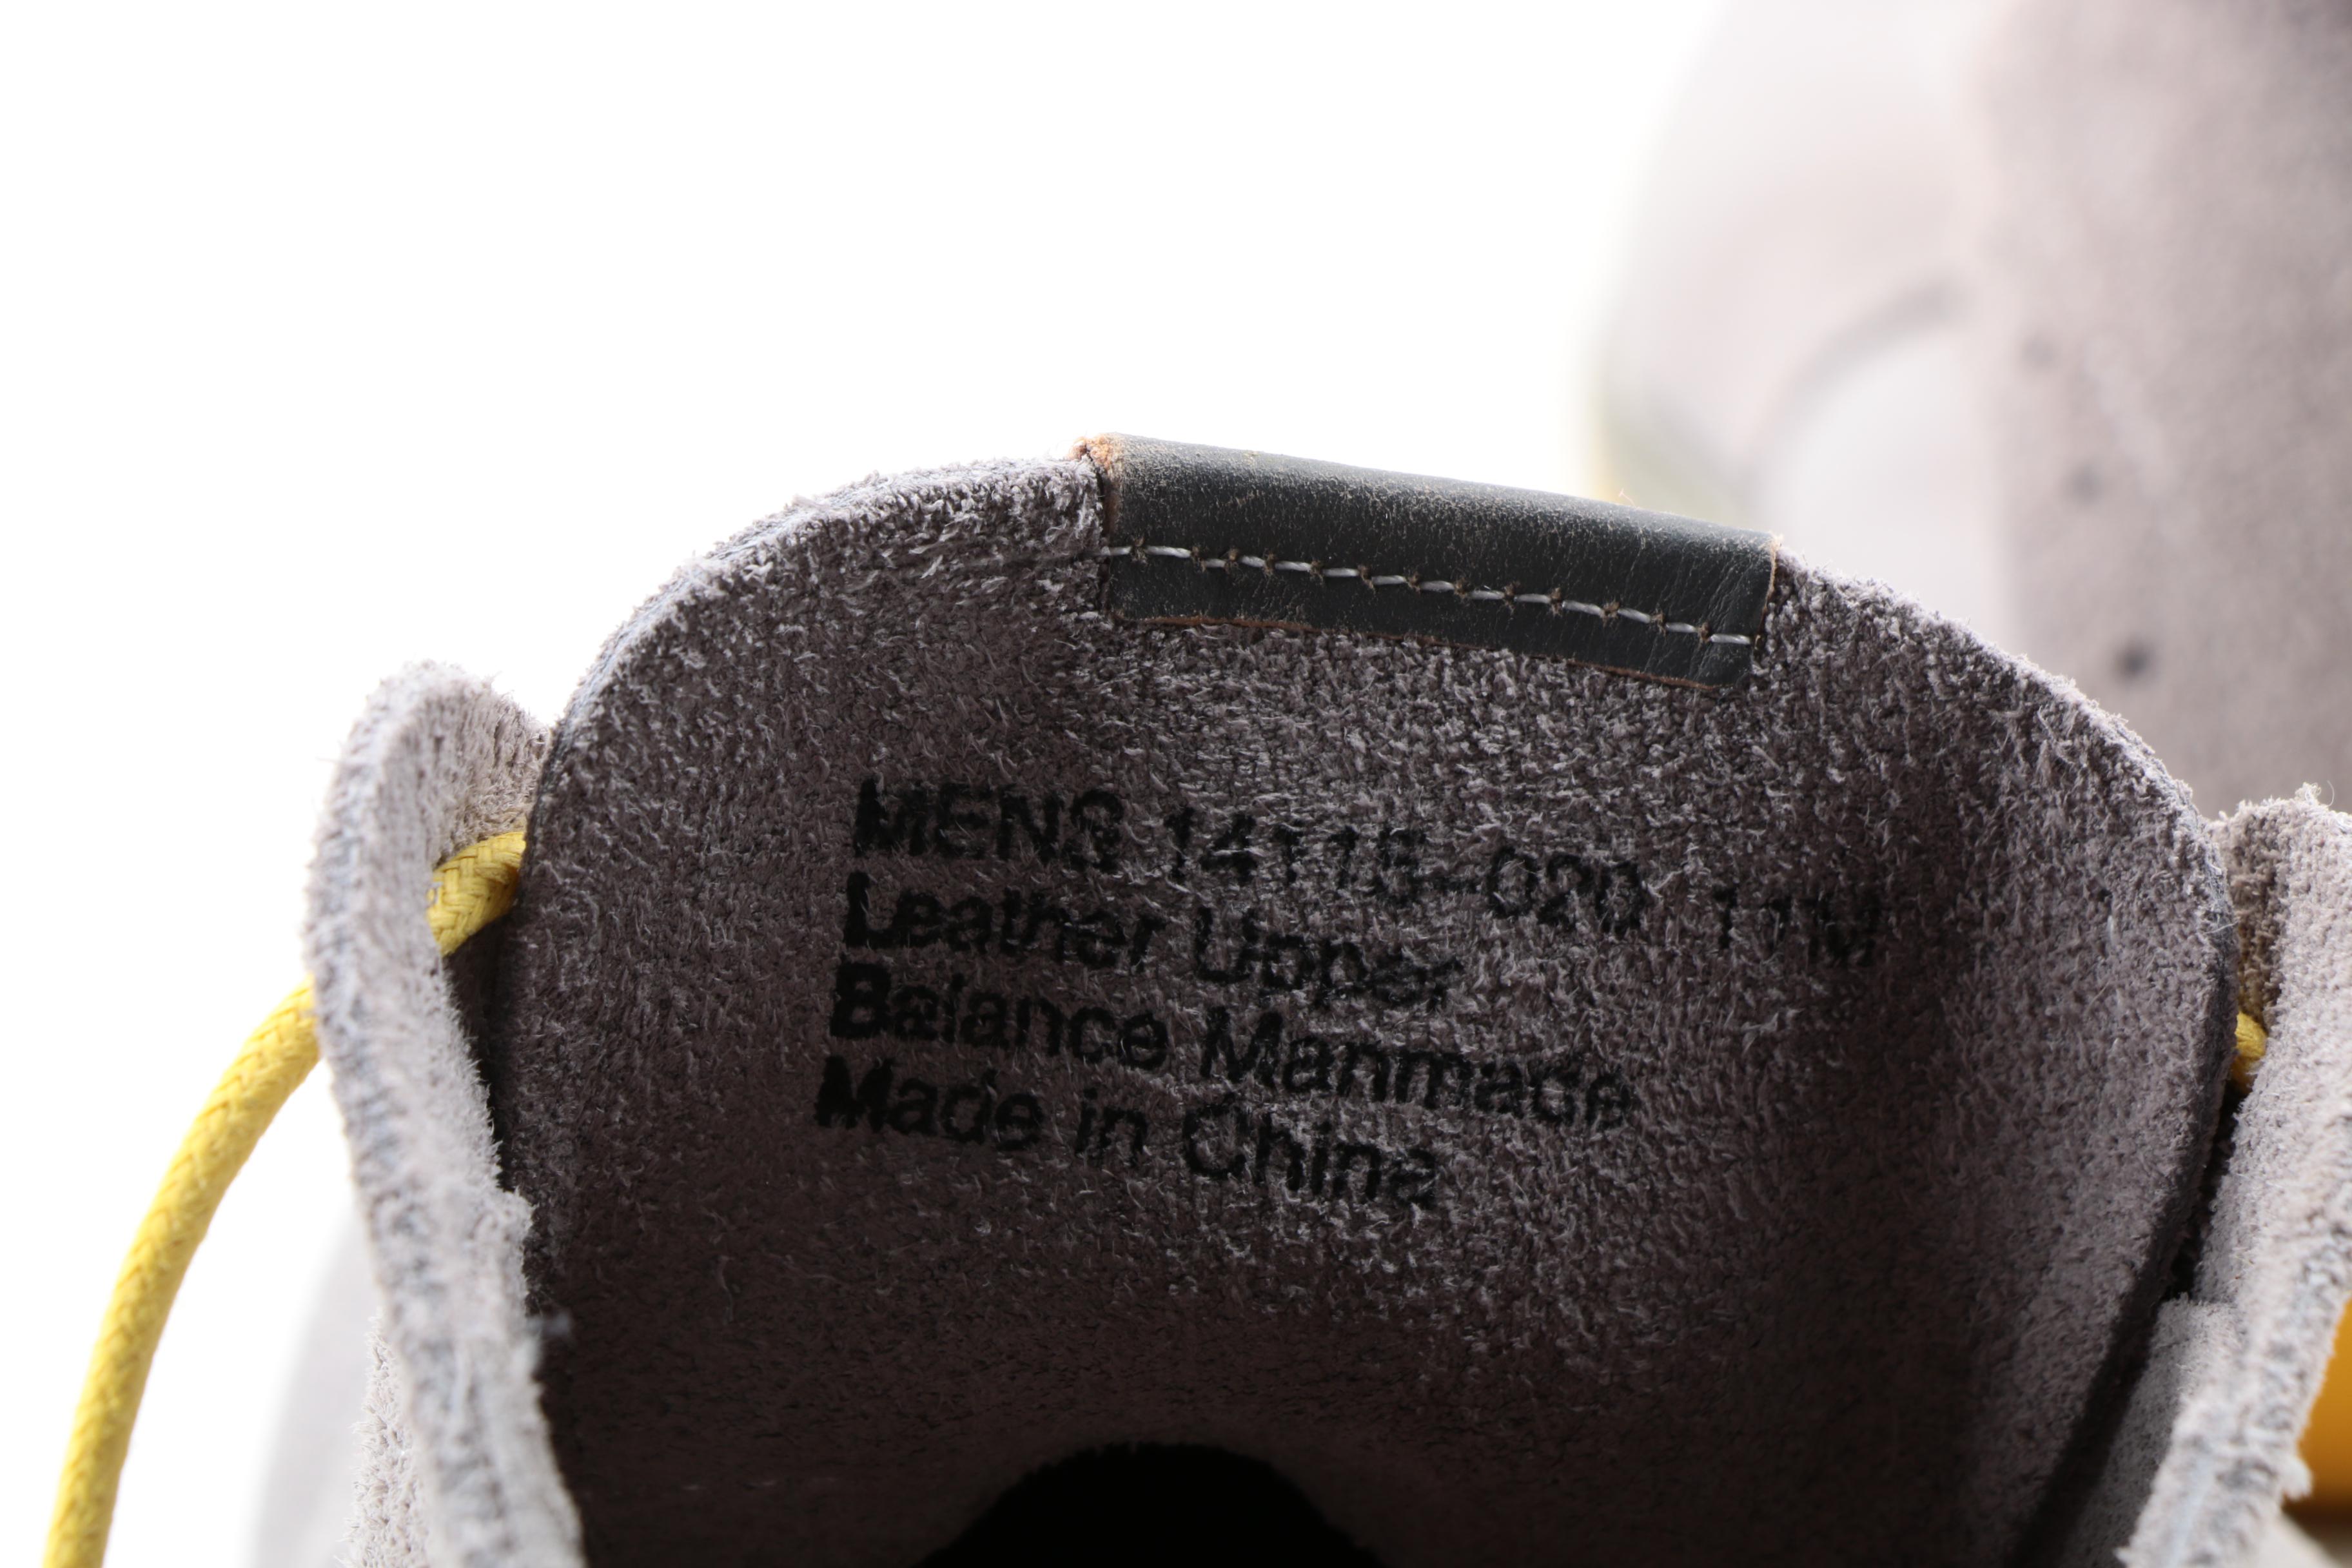 MENS 14115-020 11M
Leather Upper
Balance Manmade
Made in China